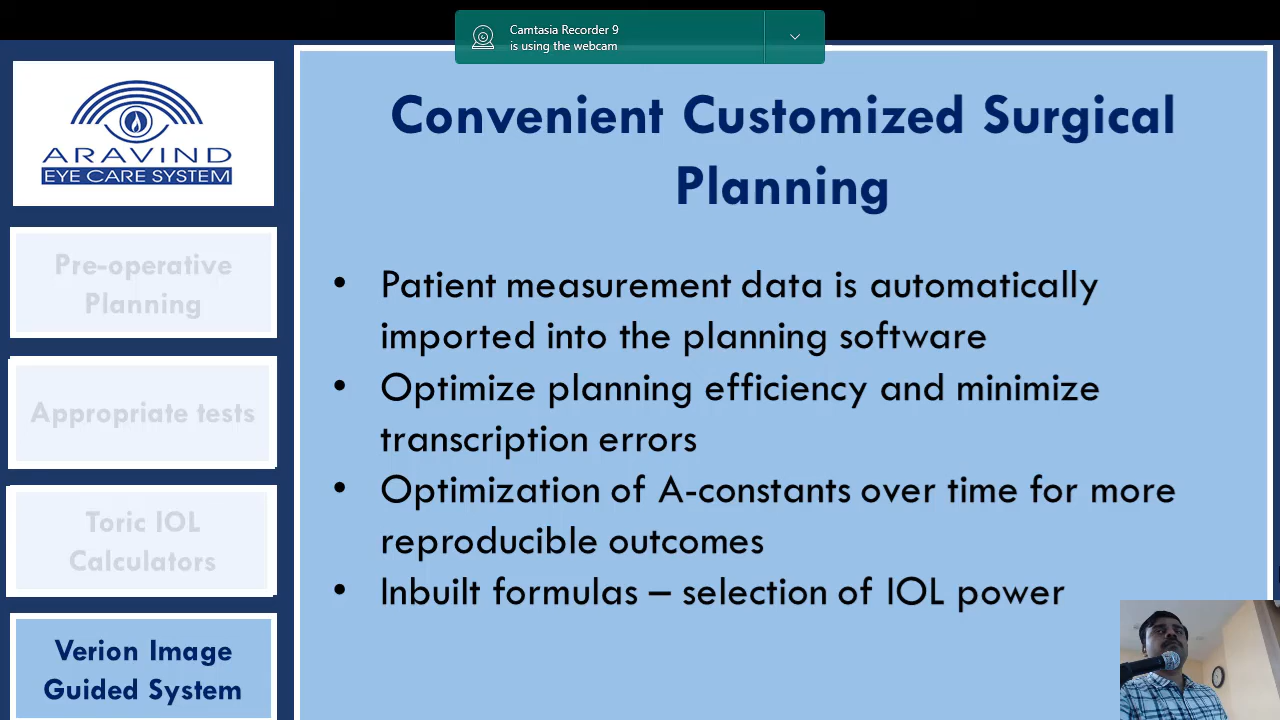 Camtasia Recorder 9
is using the webcam
ARAVIND
EYE CARE SYSTEM
Pre-operative
Planning
Appropriate tests
Toric IOL
Calculators
Verion Image
Guided System
Convenient Customized Surgical
Planning
• Patient measurement data is automatically
imported into the planning software
• Optimize planning efficiency and minimize
transcription errors
• Optimization of A-constants over time for more
reproducible outcomes
• Inbuilt formulas – selection of IOL power